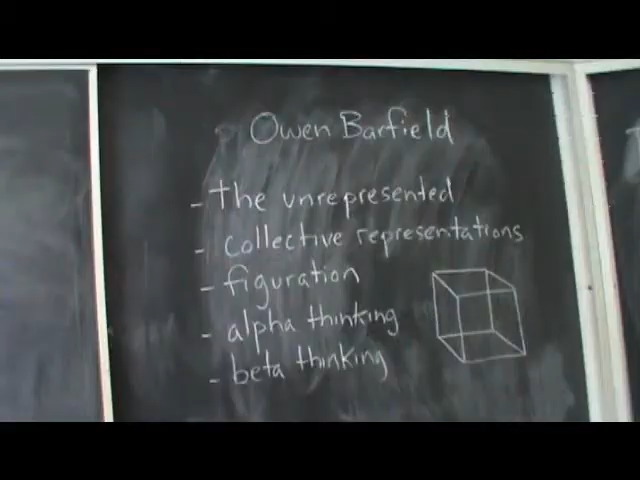 Owen Barfield
- the unrepresented
- collective representations
- figuration
- alpha thinking
- beta thinking